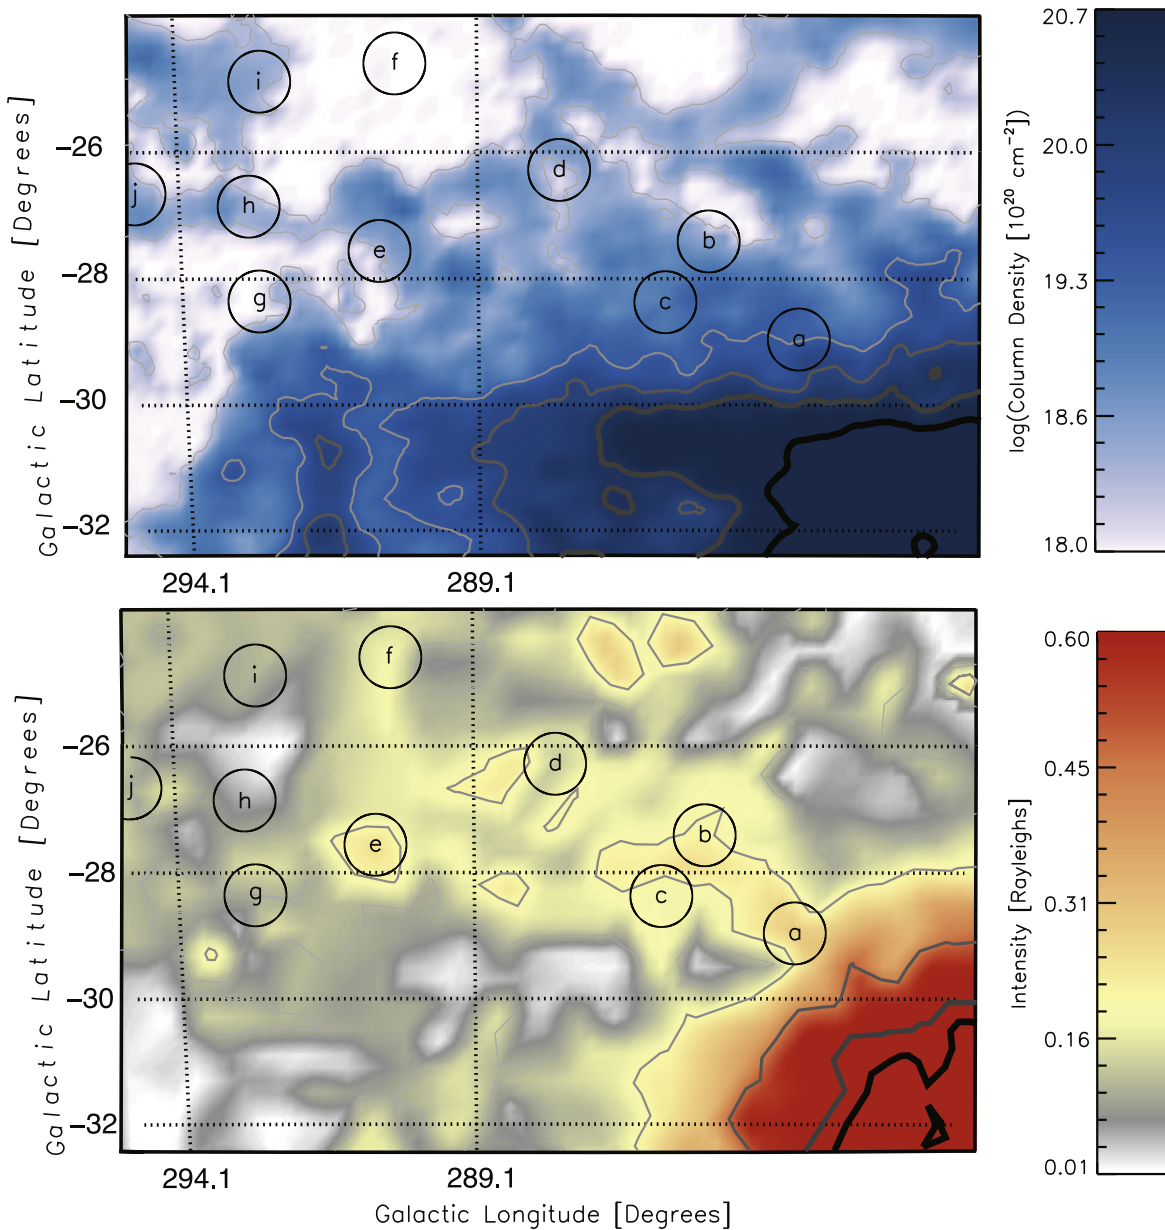 20.7
20.0
19.3
18.6
18.0
log(Column Density [10²⁰ cm⁻²])
Galactic Latitude [Degrees]
−26
−28
−30
−32
i
f
j
h
d
e
b
g
c
a
294.1
289.1
0.60
0.45
0.31
0.16
0.01
Intensity [Rayleighs]
Galactic Latitude [Degrees]
−26
−28
−30
−32
i
f
j
h
d
e
b
g
c
a
294.1
289.1
Galactic Longitude [Degrees]